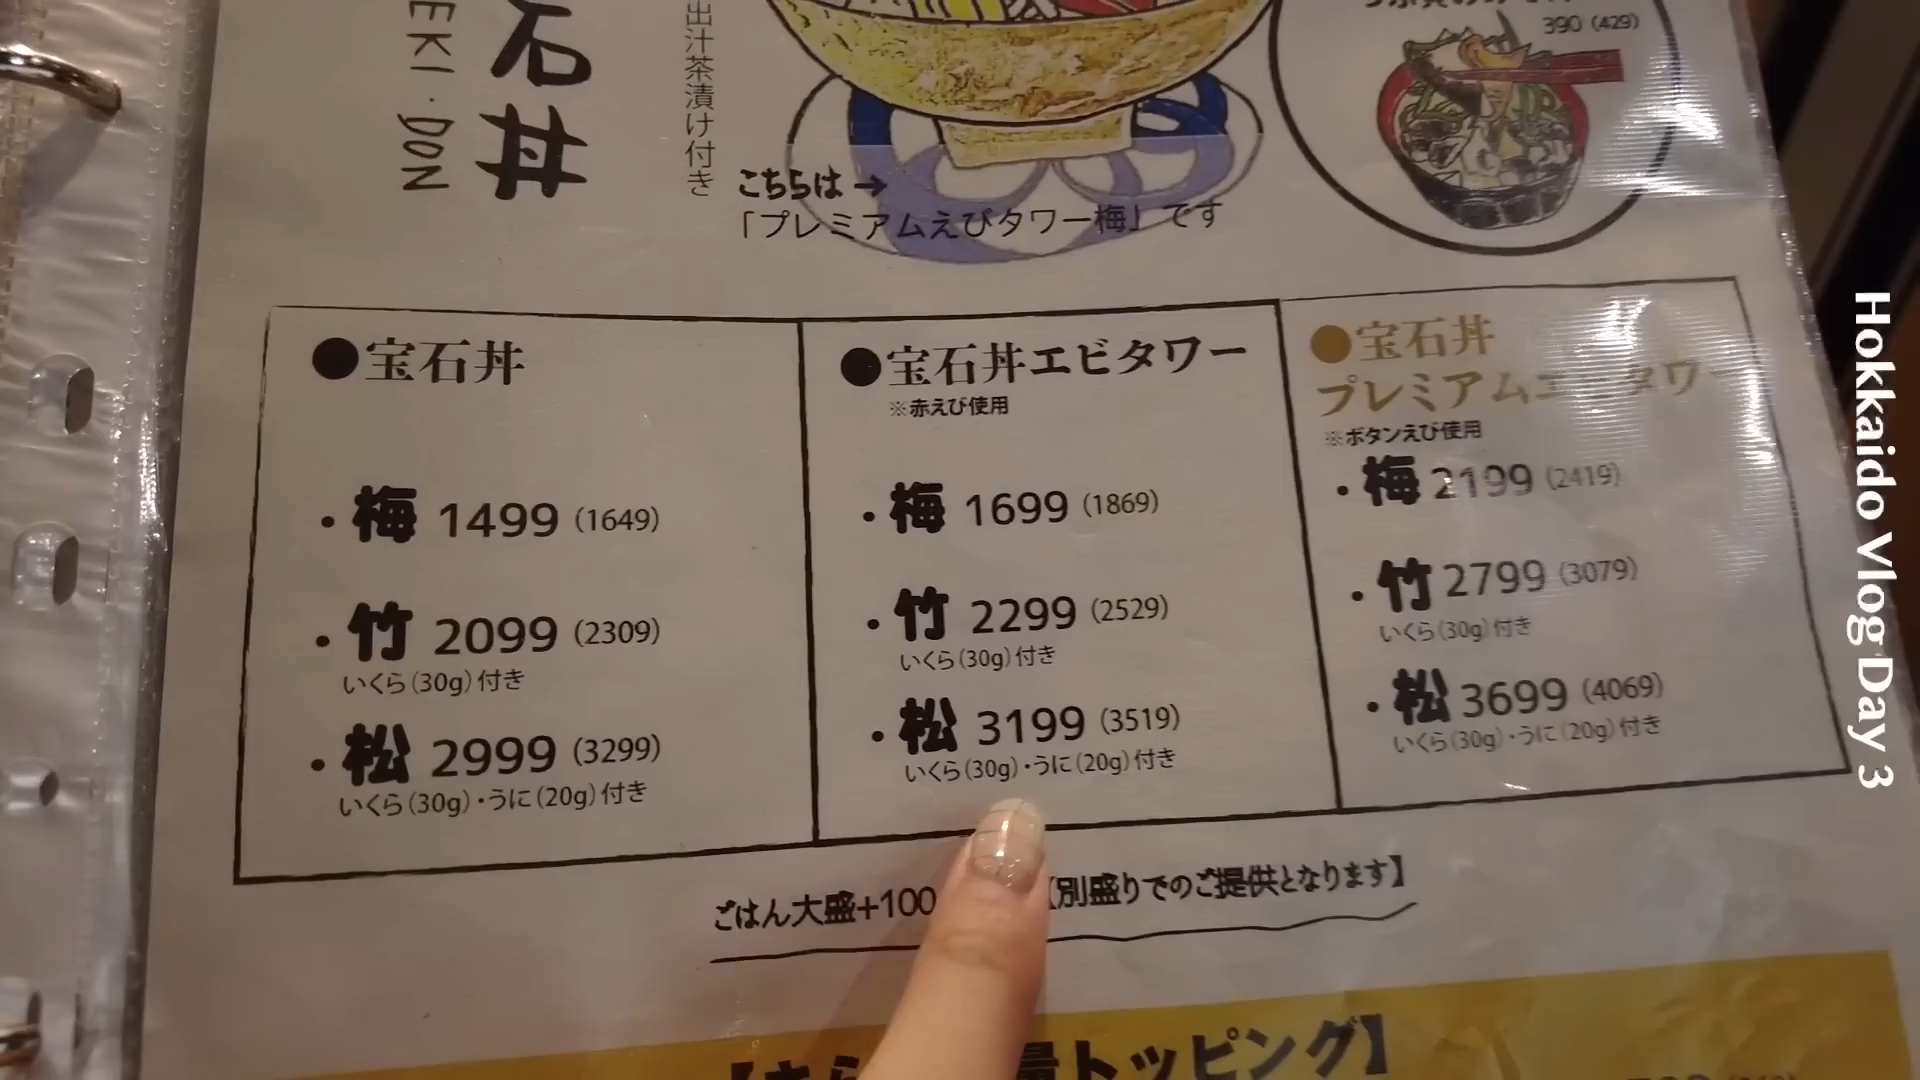 石丼
EKI・DON
出汁茶漬け付き
390 (429)
こちらは→
「プレミアムえびタワー梅」です
●宝石丼
・梅 1499 (1649)
・竹 2099 (2309)
いくら(30g)付き
・松 2999 (3299)
いくら(30g)・うに(20g)付き
●宝石丼エビタワー
※赤えび使用
・梅 1699 (1869)
・竹 2299 (2529)
いくら(30g)付き
・松 3199 (3519)
いくら(30g)・うに(20g)付き
●宝石丼
プレミアムエビタワー
※ボタンえび使用
・梅 2199 (2419)
・竹 2799 (3079)
いくら(30g)付き
・松 3699 (4069)
いくら(30g)・うに(20g)付き
ごはん大盛+100 【別盛りでのご提供となります】
トッピング】
Hokkaido Vlog Day 3